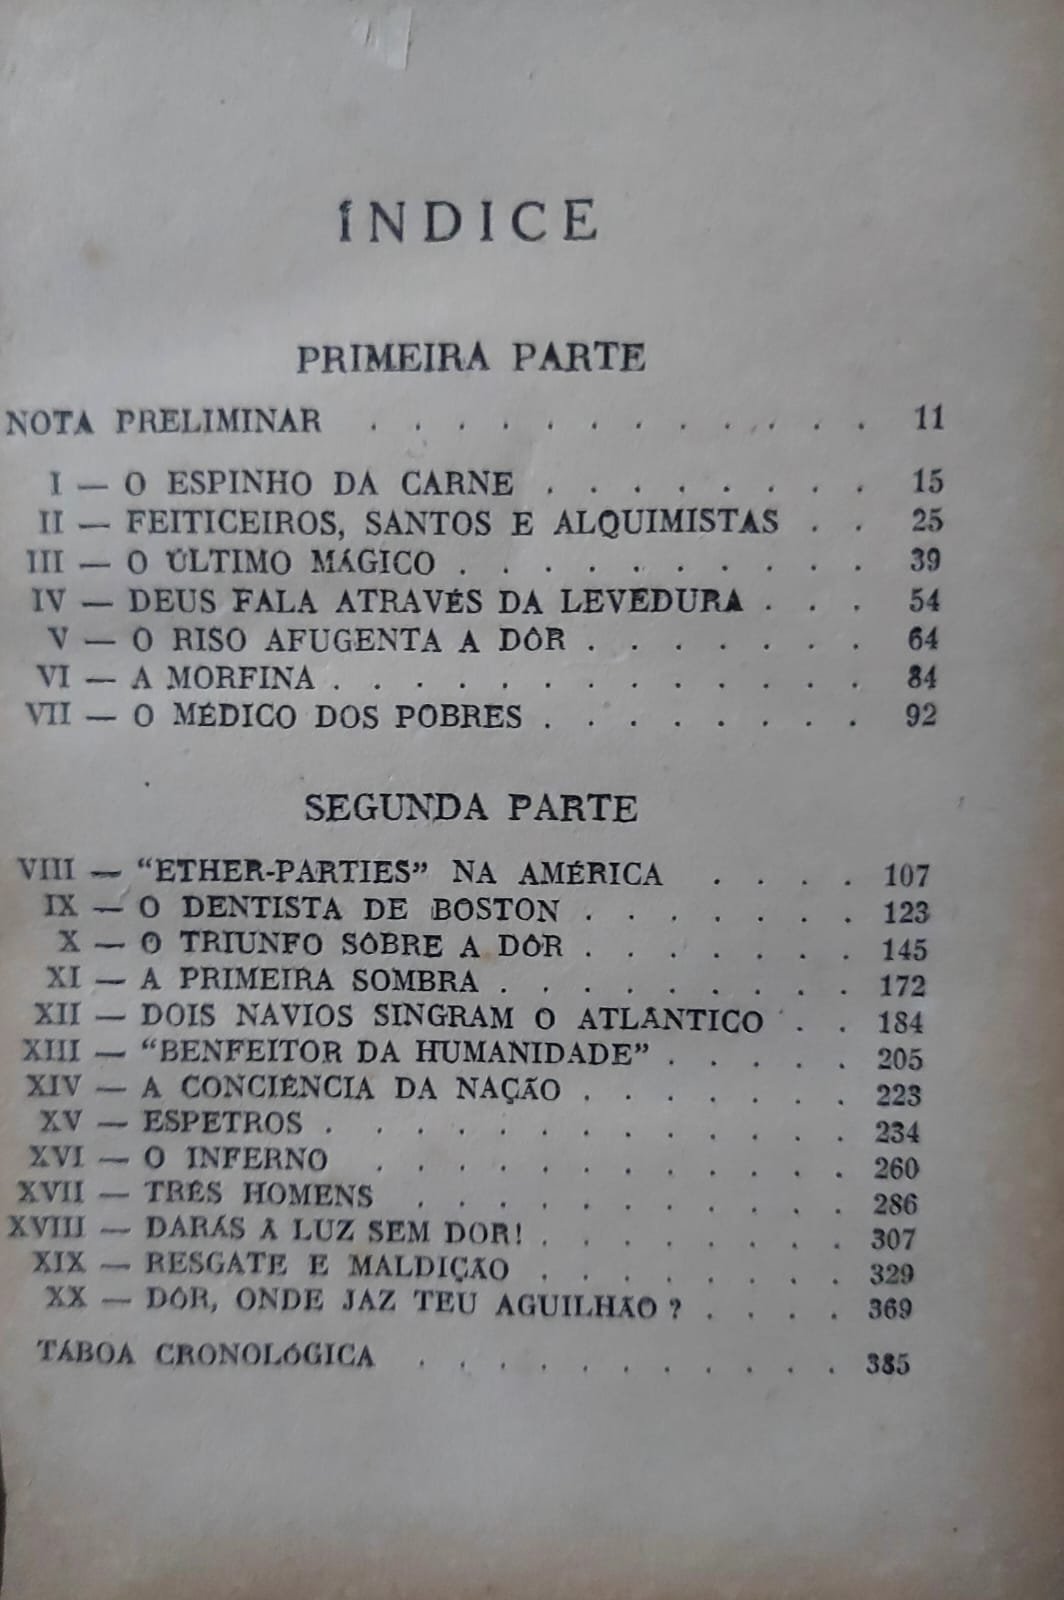 ÍNDICE
PRIMEIRA PARTE
NOTA PRELIMINAR . . . . . . . . . . . . 11
I — O ESPINHO DA CARNE . . . . . . . . 15
II — FEITICEIROS, SANTOS E ALQUIMISTAS . . 25
III — O ÚLTIMO MÁGICO . . . . . . . . . . 39
IV — DEUS FALA ATRAVÉS DA LEVEDURA . . . 54
V — O RISO AFUGENTA A DÔR . . . . . . . 64
VI — A MORFINA . . . . . . . . . . . . . 84
VII — O MÉDICO DOS POBRES . . . . . . . . 92
SEGUNDA PARTE
VIII — “ETHER-PARTIES” NA AMÉRICA . . . . 107
IX — O DENTISTA DE BOSTON . . . . . . . 123
X — O TRIUNFO SÔBRE A DÔR . . . . . . . 145
XI — A PRIMEIRA SOMBRA . . . . . . . . . 172
XII — DOIS NAVIOS SINGRAM O ATLÂNTICO . . 184
XIII — “BENFEITOR DA HUMANIDADE” . . . . . 205
XIV — A CONCIÊNCIA DA NAÇÃO . . . . . . . 223
XV — ESPETROS . . . . . . . . . . . . . 234
XVI — O INFERNO . . . . . . . . . . . . 260
XVII — TRÊS HOMENS . . . . . . . . . . . 286
XVIII — DARÁS A LUZ SEM DOR! . . . . . . . . 307
XIX — RESGATE E MALDIÇÃO . . . . . . . . 329
XX — DÔR, ONDE JAZ TEU AGUILHÃO? . . . . 369
TÁBOA CRONOLÓGICA . . . . . . . . . . . 385